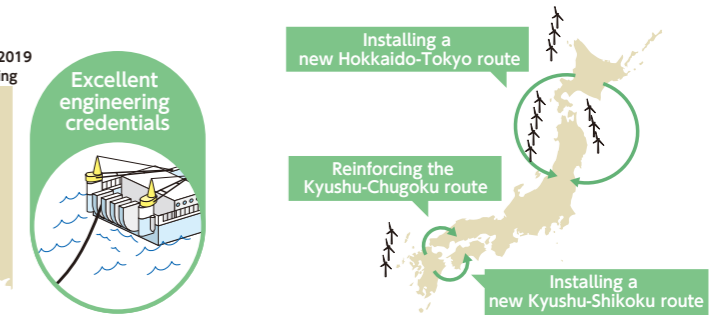 2019
Excellent
engineering
credentials
Installing a
new Hokkaido-Tokyo route
Reinforcing the
Kyushu-Chugoku route
Installing a
new Kyushu-Shikoku route